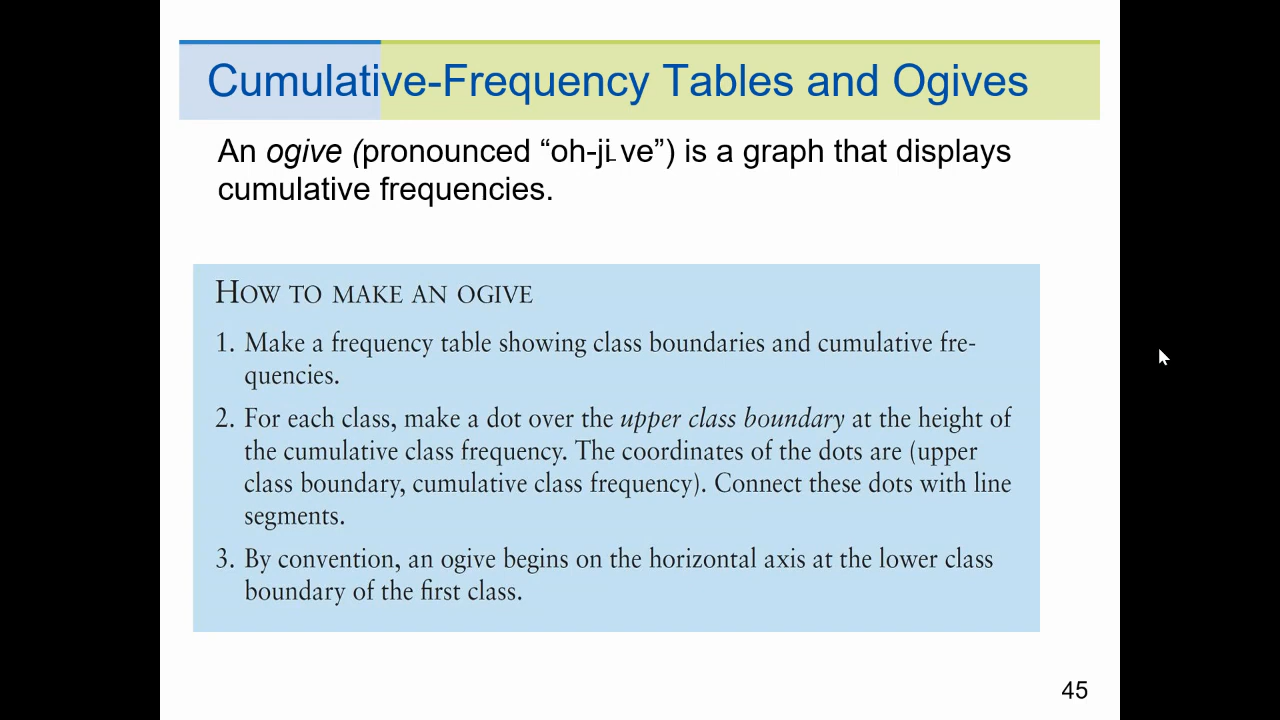 Cumulative-Frequency Tables and Ogives
An ogive (pronounced “oh-ji ve”) is a graph that displays
cumulative frequencies.
HOW TO MAKE AN OGIVE
1. Make a frequency table showing class boundaries and cumulative fre-
quencies.
2. For each class, make a dot over the upper class boundary at the height of
the cumulative class frequency. The coordinates of the dots are (upper
class boundary, cumulative class frequency). Connect these dots with line
segments.
3. By convention, an ogive begins on the horizontal axis at the lower class
boundary of the first class.
45